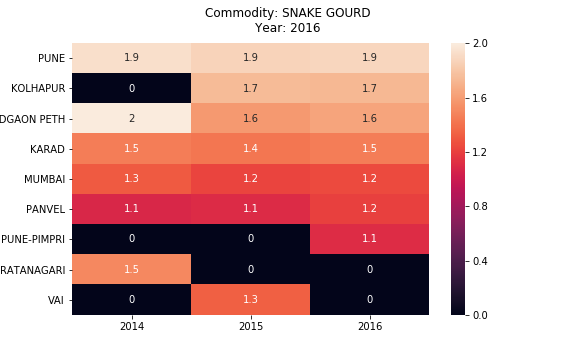 Commodity: SNAKE GOURD
Year: 2016
PUNE 1.9 1.9 1.9
KOLHAPUR 0 1.7 1.7
DGAON PETH 2 1.6 1.6
KARAD 1.5 1.4 1.5
MUMBAI 1.3 1.2 1.2
PANVEL 1.1 1.1 1.2
PUNE-PIMPRI 0 0 1.1
RATANAGARI 1.5 0 0
VAI 0 1.3 0
2014 2015 2016
2.0
1.6
1.2
0.8
0.4
0.0